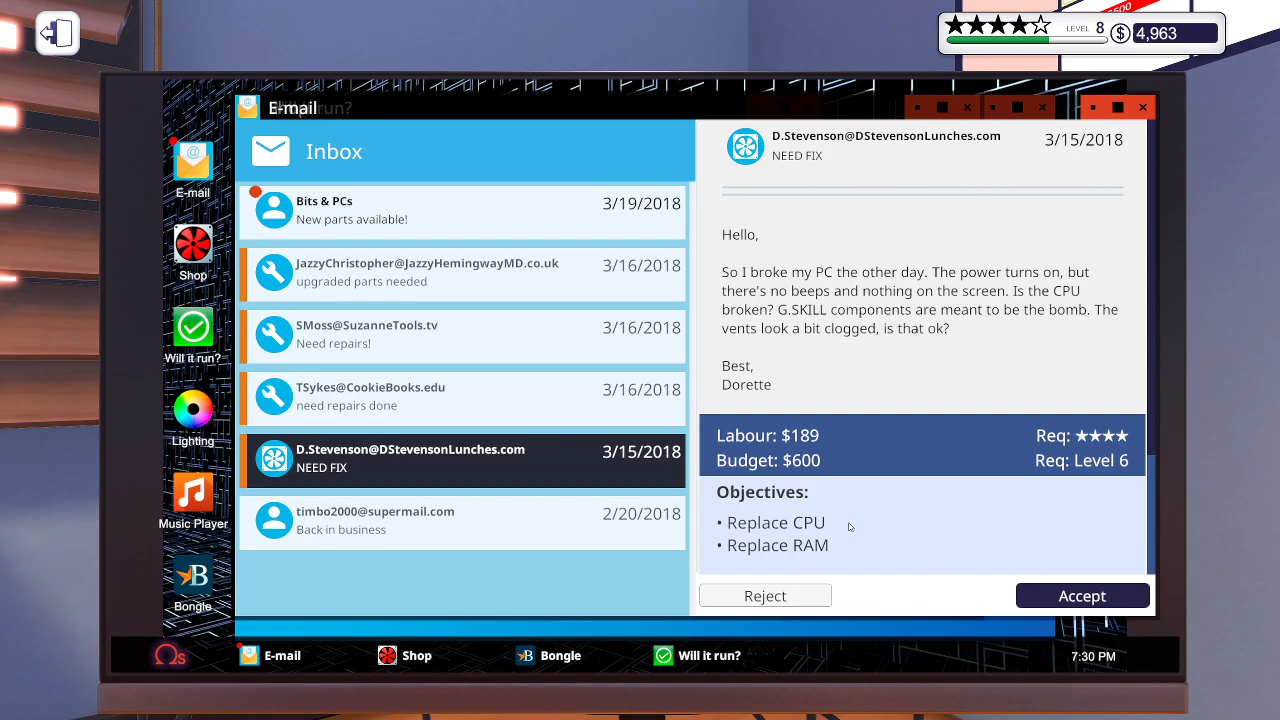 $600
LEVEL 8
$ 4,963
E-mail
Inbox
Bits & PCs
New parts available!
3/19/2018
JazzyChristopher@JazzyHemingwayMD.co.uk
upgraded parts needed
3/16/2018
SMoss@SuzanneTools.tv
Need repairs!
3/16/2018
TSykes@CookieBooks.edu
need repairs done
3/16/2018
D.Stevenson@DStevensonLunches.com
NEED FIX
3/15/2018
timbo2000@supermail.com
Back in business
2/20/2018
D.Stevenson@DStevensonLunches.com
NEED FIX
3/15/2018
Hello,
So I broke my PC the other day. The power turns on, but
there's no beeps and nothing on the screen. Is the CPU
broken? G.SKILL components are meant to be the bomb. The
vents look a bit clogged, is that ok?
Best,
Dorette
Labour: $189
Req: ★★★★
Budget: $600
Req: Level 6
Objectives:
• Replace CPU
• Replace RAM
Reject
Accept
E-mail
Shop
Will it run?
Lighting
Music Player
B
Bongle
Ωs
E-mail
Shop
B
Bongle
Will it run?
7:30 PM